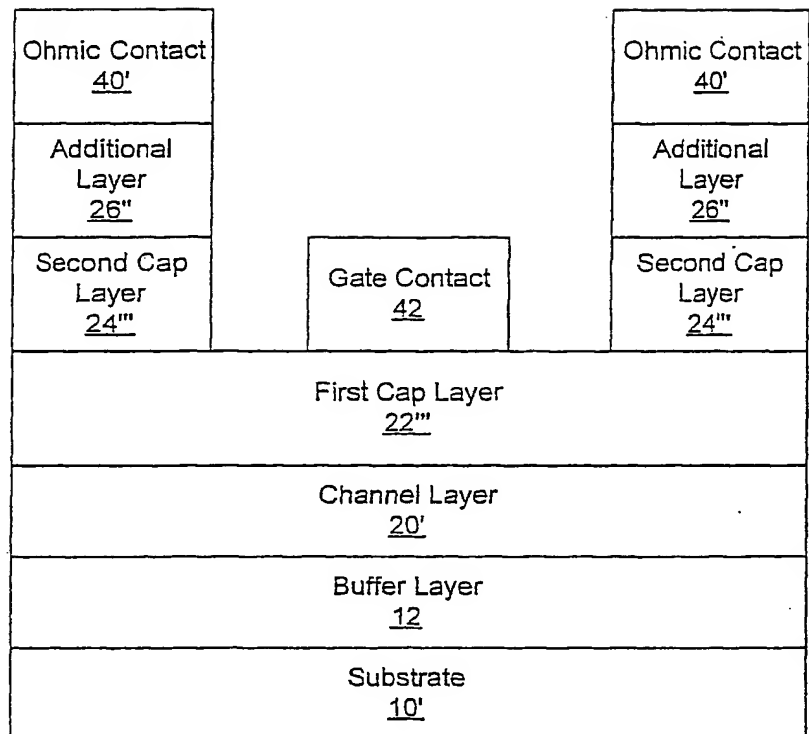 Ohmic Contact
40'
Ohmic Contact
40'
Additional
Layer
26"
Additional
Layer
26"
Second Cap
Layer
24""
Gate Contact
42
Second Cap
Layer
24""
First Cap Layer
22'"
Channel Layer
20'
Buffer Layer
12
Substrate
10'